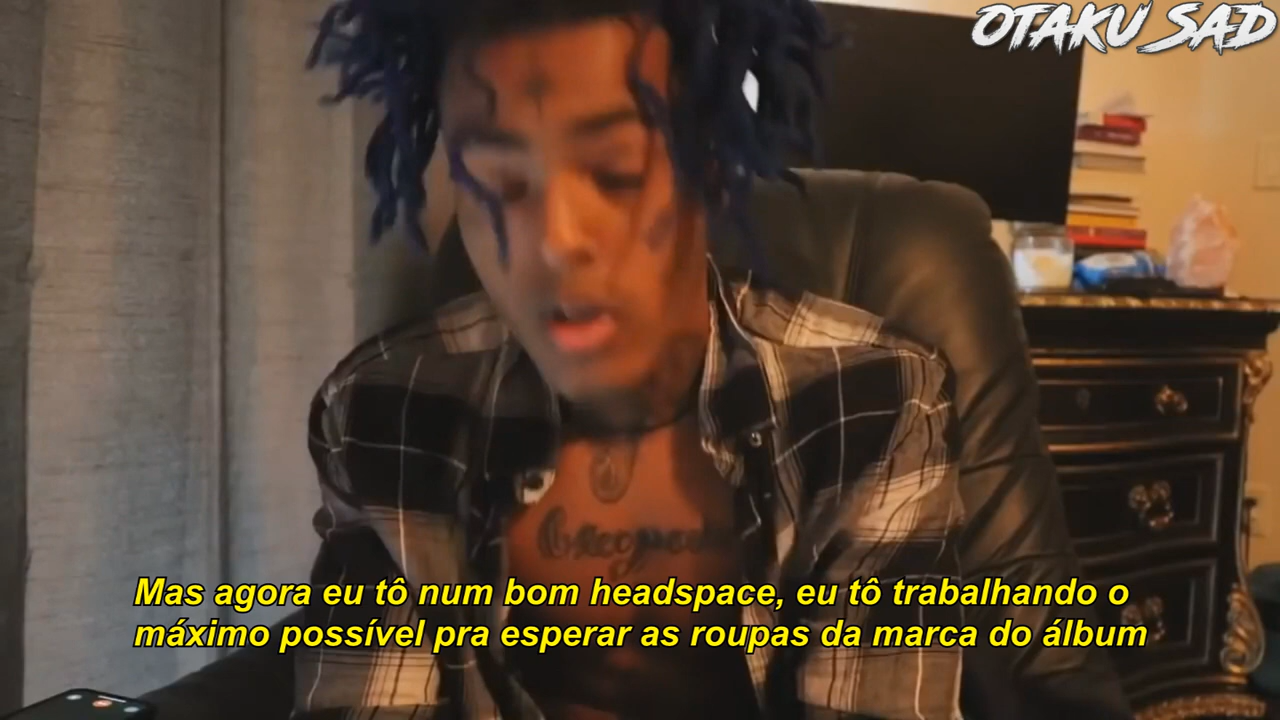 OTAKU SAD
Mas agora eu tô num bom headspace, eu tô trabalhando o
máximo possível pra esperar as roupas da marca do álbum